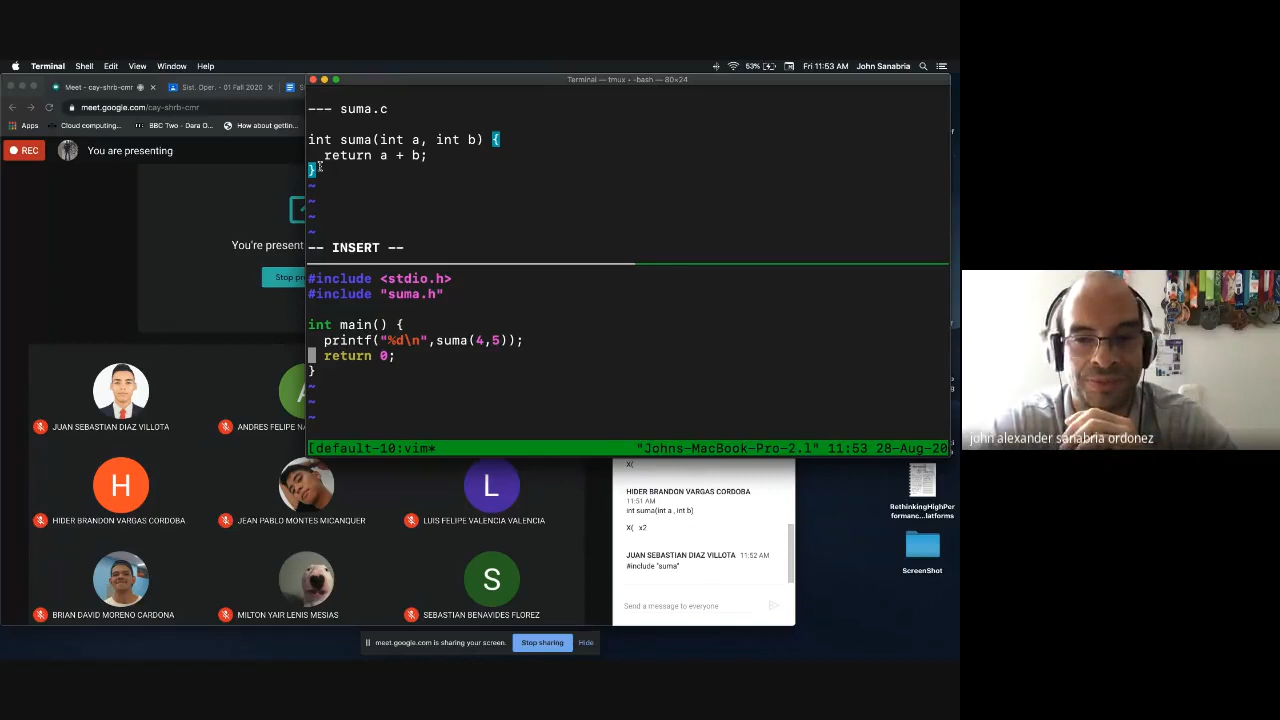 Terminal Shell Edit View Window Help 53% Fri 11:53 AM John Sanabria
Meet - cay-shrb-cmr Sist. Oper. - 01 Fall 2020
Terminal — tmux ◂ -bash — 80×24
meet.google.com/cay-shrb-cmr
Apps Cloud computing... BBC Two - Dara O... How about gettin...
REC You are presenting
You're present
Stop pr
--- suma.c
int suma(int a, int b) {
return a + b;
}
~
~
~
~
-- INSERT --
#include <stdio.h>
#include "suma.h"
int main() {
printf("%d\n",suma(4,5));
return 0;
}
~
~
~
[default-10:vim* "Johns-MacBook-Pro-2.l" 11:53 28-Aug-20
JUAN SEBASTIAN DIAZ VILLOTA
A
ANDRES FELIPE NA
H
HIDER BRANDON VARGAS CORDOBA
JEAN PABLO MONTES MICANQUER
L
LUIS FELIPE VALENCIA VALENCIA
BRIAN DAVID MORENO CARDONA
MILTON YAIR LENIS MESIAS
S
SEBASTIAN BENAVIDES FLOREZ
X(
HIDER BRANDON VARGAS CORDOBA
11:51 AM
int suma(int a , int b)
X( x2
JUAN SEBASTIAN DIAZ VILLOTA 11:52 AM
#include "suma"
Send a message to everyone
meet.google.com is sharing your screen. Stop sharing Hide
RethinkingHighPer
formanc...latforms
ScreenShot
john alexander sanabria ordonez